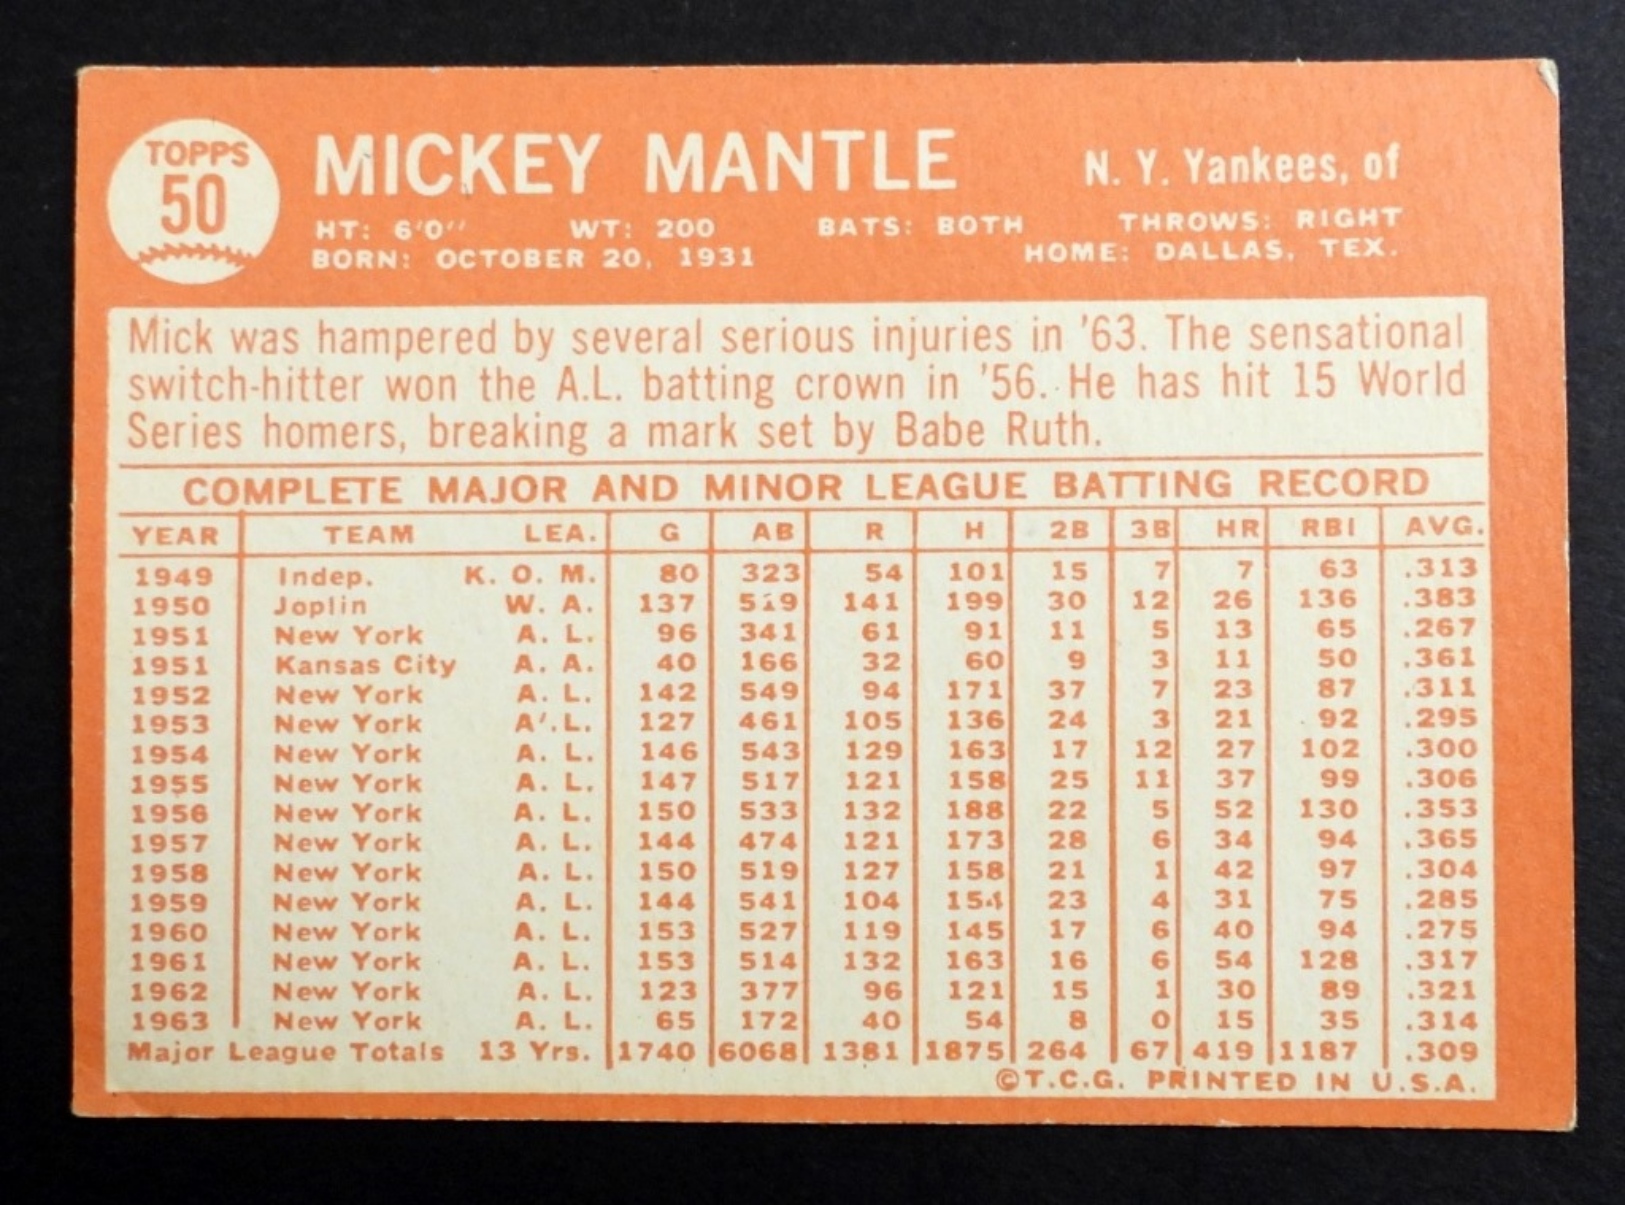 TOPPS
50
MICKEY MANTLE N. Y. Yankees, of
HT: 6'0" WT: 200 BATS: BOTH THROWS: RIGHT
BORN: OCTOBER 20, 1931 HOME: DALLAS, TEX.
Mick was hampered by several serious injuries in '63. The sensational
switch-hitter won the A.L. batting crown in '56. He has hit 15 World
Series homers, breaking a mark set by Babe Ruth.
COMPLETE MAJOR AND MINOR LEAGUE BATTING RECORD
YEAR TEAM LEA. G AB R H 2B 3B HR RBI AVG.
1949 Indep. K. O. M. 80 323 54 101 15 7 7 63 .313
1950 Joplin W. A. 137 519 141 199 30 12 26 136 .383
1951 New York A. L. 96 341 61 91 11 5 13 65 .267
1951 Kansas City A. A. 40 166 32 60 9 3 11 50 .361
1952 New York A. L. 142 549 94 171 37 7 23 87 .311
1953 New York A. L. 127 461 105 136 24 3 21 92 .295
1954 New York A. L. 146 543 129 163 17 12 27 102 .300
1955 New York A. L. 147 517 121 158 25 11 37 99 .306
1956 New York A. L. 150 533 132 188 22 5 52 130 .353
1957 New York A. L. 144 474 121 173 28 6 34 94 .365
1958 New York A. L. 150 519 127 158 21 1 42 97 .304
1959 New York A. L. 144 541 104 154 23 4 31 75 .285
1960 New York A. L. 153 527 119 145 17 6 40 94 .275
1961 New York A. L. 153 514 132 163 16 6 54 128 .317
1962 New York A. L. 123 377 96 121 15 1 30 89 .321
1963 New York A. L. 65 172 40 54 8 0 15 35 .314
Major League Totals 13 Yrs. 1740 6068 1381 1875 264 67 419 1187 .309
©T.C.G. PRINTED IN U.S.A.